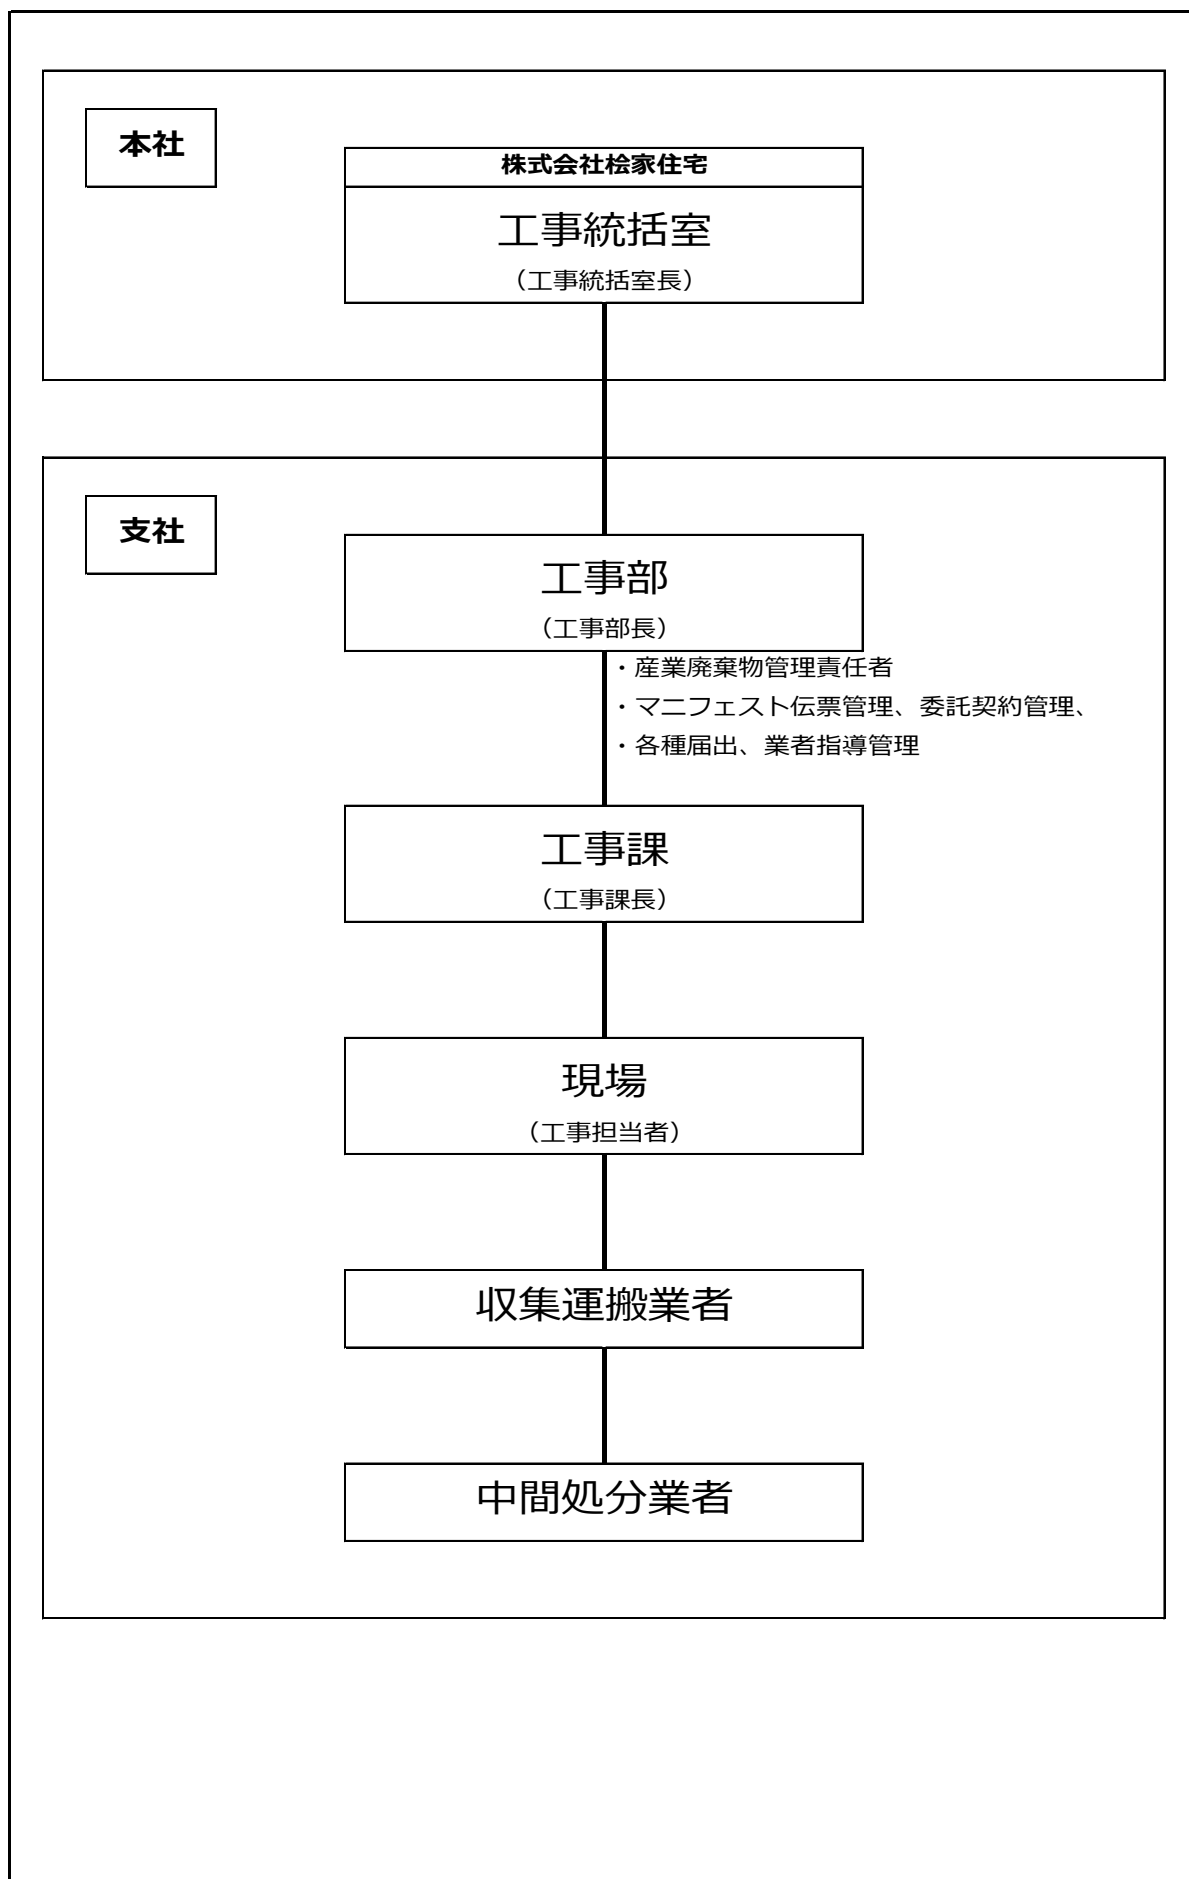 本社
株式会社桧家住宅
工事統括室
（工事統括室長）
支社
工事部
（工事部長）
・産業廃棄物管理責任者
・マニフェスト伝票管理、委託契約管理、
・各種届出、業者指導管理
工事課
（工事課長）
現場
（工事担当者）
収集運搬業者
中間処分業者